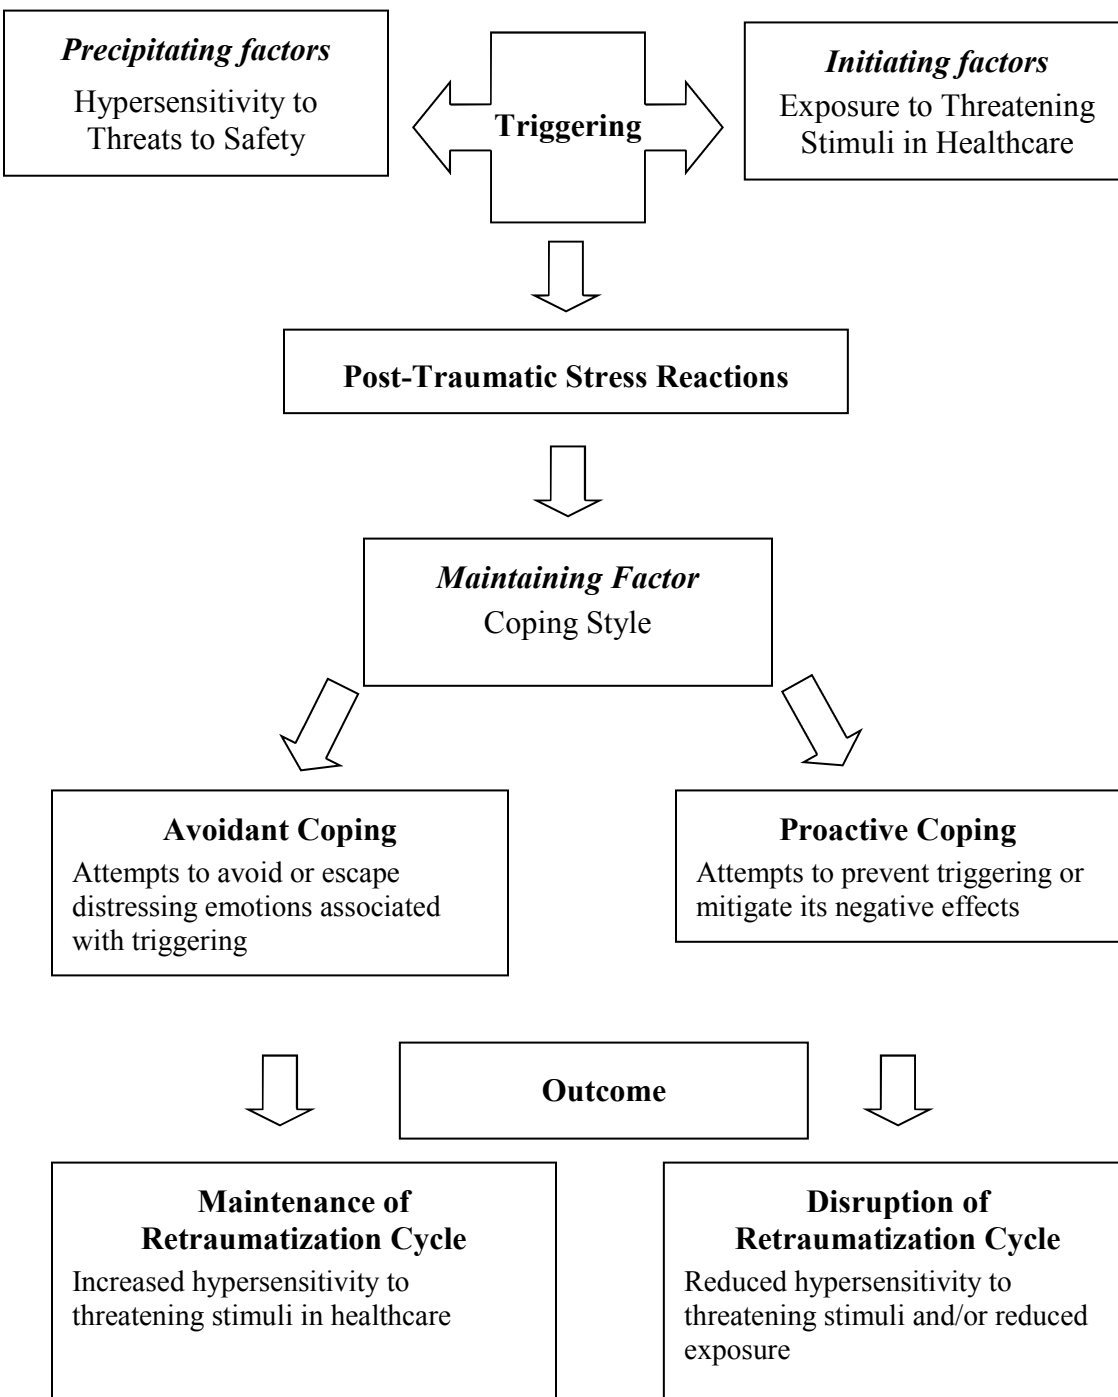 Precipitating factors
Hypersensitivity to
Threats to Safety
Triggering
Initiating factors
Exposure to Threatening
Stimuli in Healthcare
Post-Traumatic Stress Reactions
Maintaining Factor
Coping Style
Avoidant Coping
Attempts to avoid or escape
distressing emotions associated
with triggering
Proactive Coping
Attempts to prevent triggering or
mitigate its negative effects
Outcome
Maintenance of
Retraumatization Cycle
Increased hypersensitivity to
threatening stimuli in healthcare
Disruption of
Retraumatization Cycle
Reduced hypersensitivity to
threatening stimuli and/or reduced
exposure